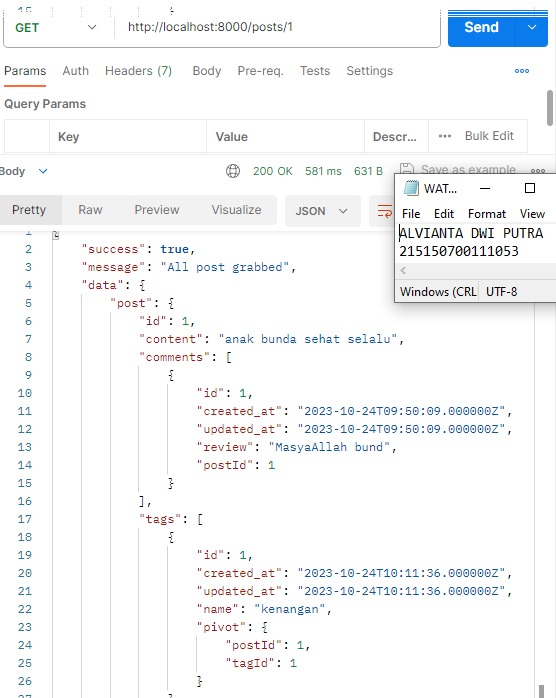 GET http://localhost:8000/posts/1 Send
Params Auth Headers (7) Body Pre-req. Tests Settings
Query Params
Key Value Descr... Bulk Edit
Body 200 OK 581 ms 631 B Save as example
Pretty Raw Preview Visualize JSON
WAT...
File Edit Format View
ALVIANTA DWI PUTRA
215150700111053
Windows (CRL UTF-8
1 {
2 "success": true,
3 "message": "All post grabbed",
4 "data": {
5 "post": {
6 "id": 1,
7 "content": "anak bunda sehat selalu",
8 "comments": [
9 {
10 "id": 1,
11 "created_at": "2023-10-24T09:50:09.000000Z",
12 "updated_at": "2023-10-24T09:50:09.000000Z",
13 "review": "MasyaAllah bund",
14 "postId": 1
15 }
16 ],
17 "tags": [
18 {
19 "id": 1,
20 "created_at": "2023-10-24T10:11:36.000000Z",
21 "updated_at": "2023-10-24T10:11:36.000000Z",
22 "name": "kenangan",
23 "pivot": {
24 "postId": 1,
25 "tagId": 1
26 }